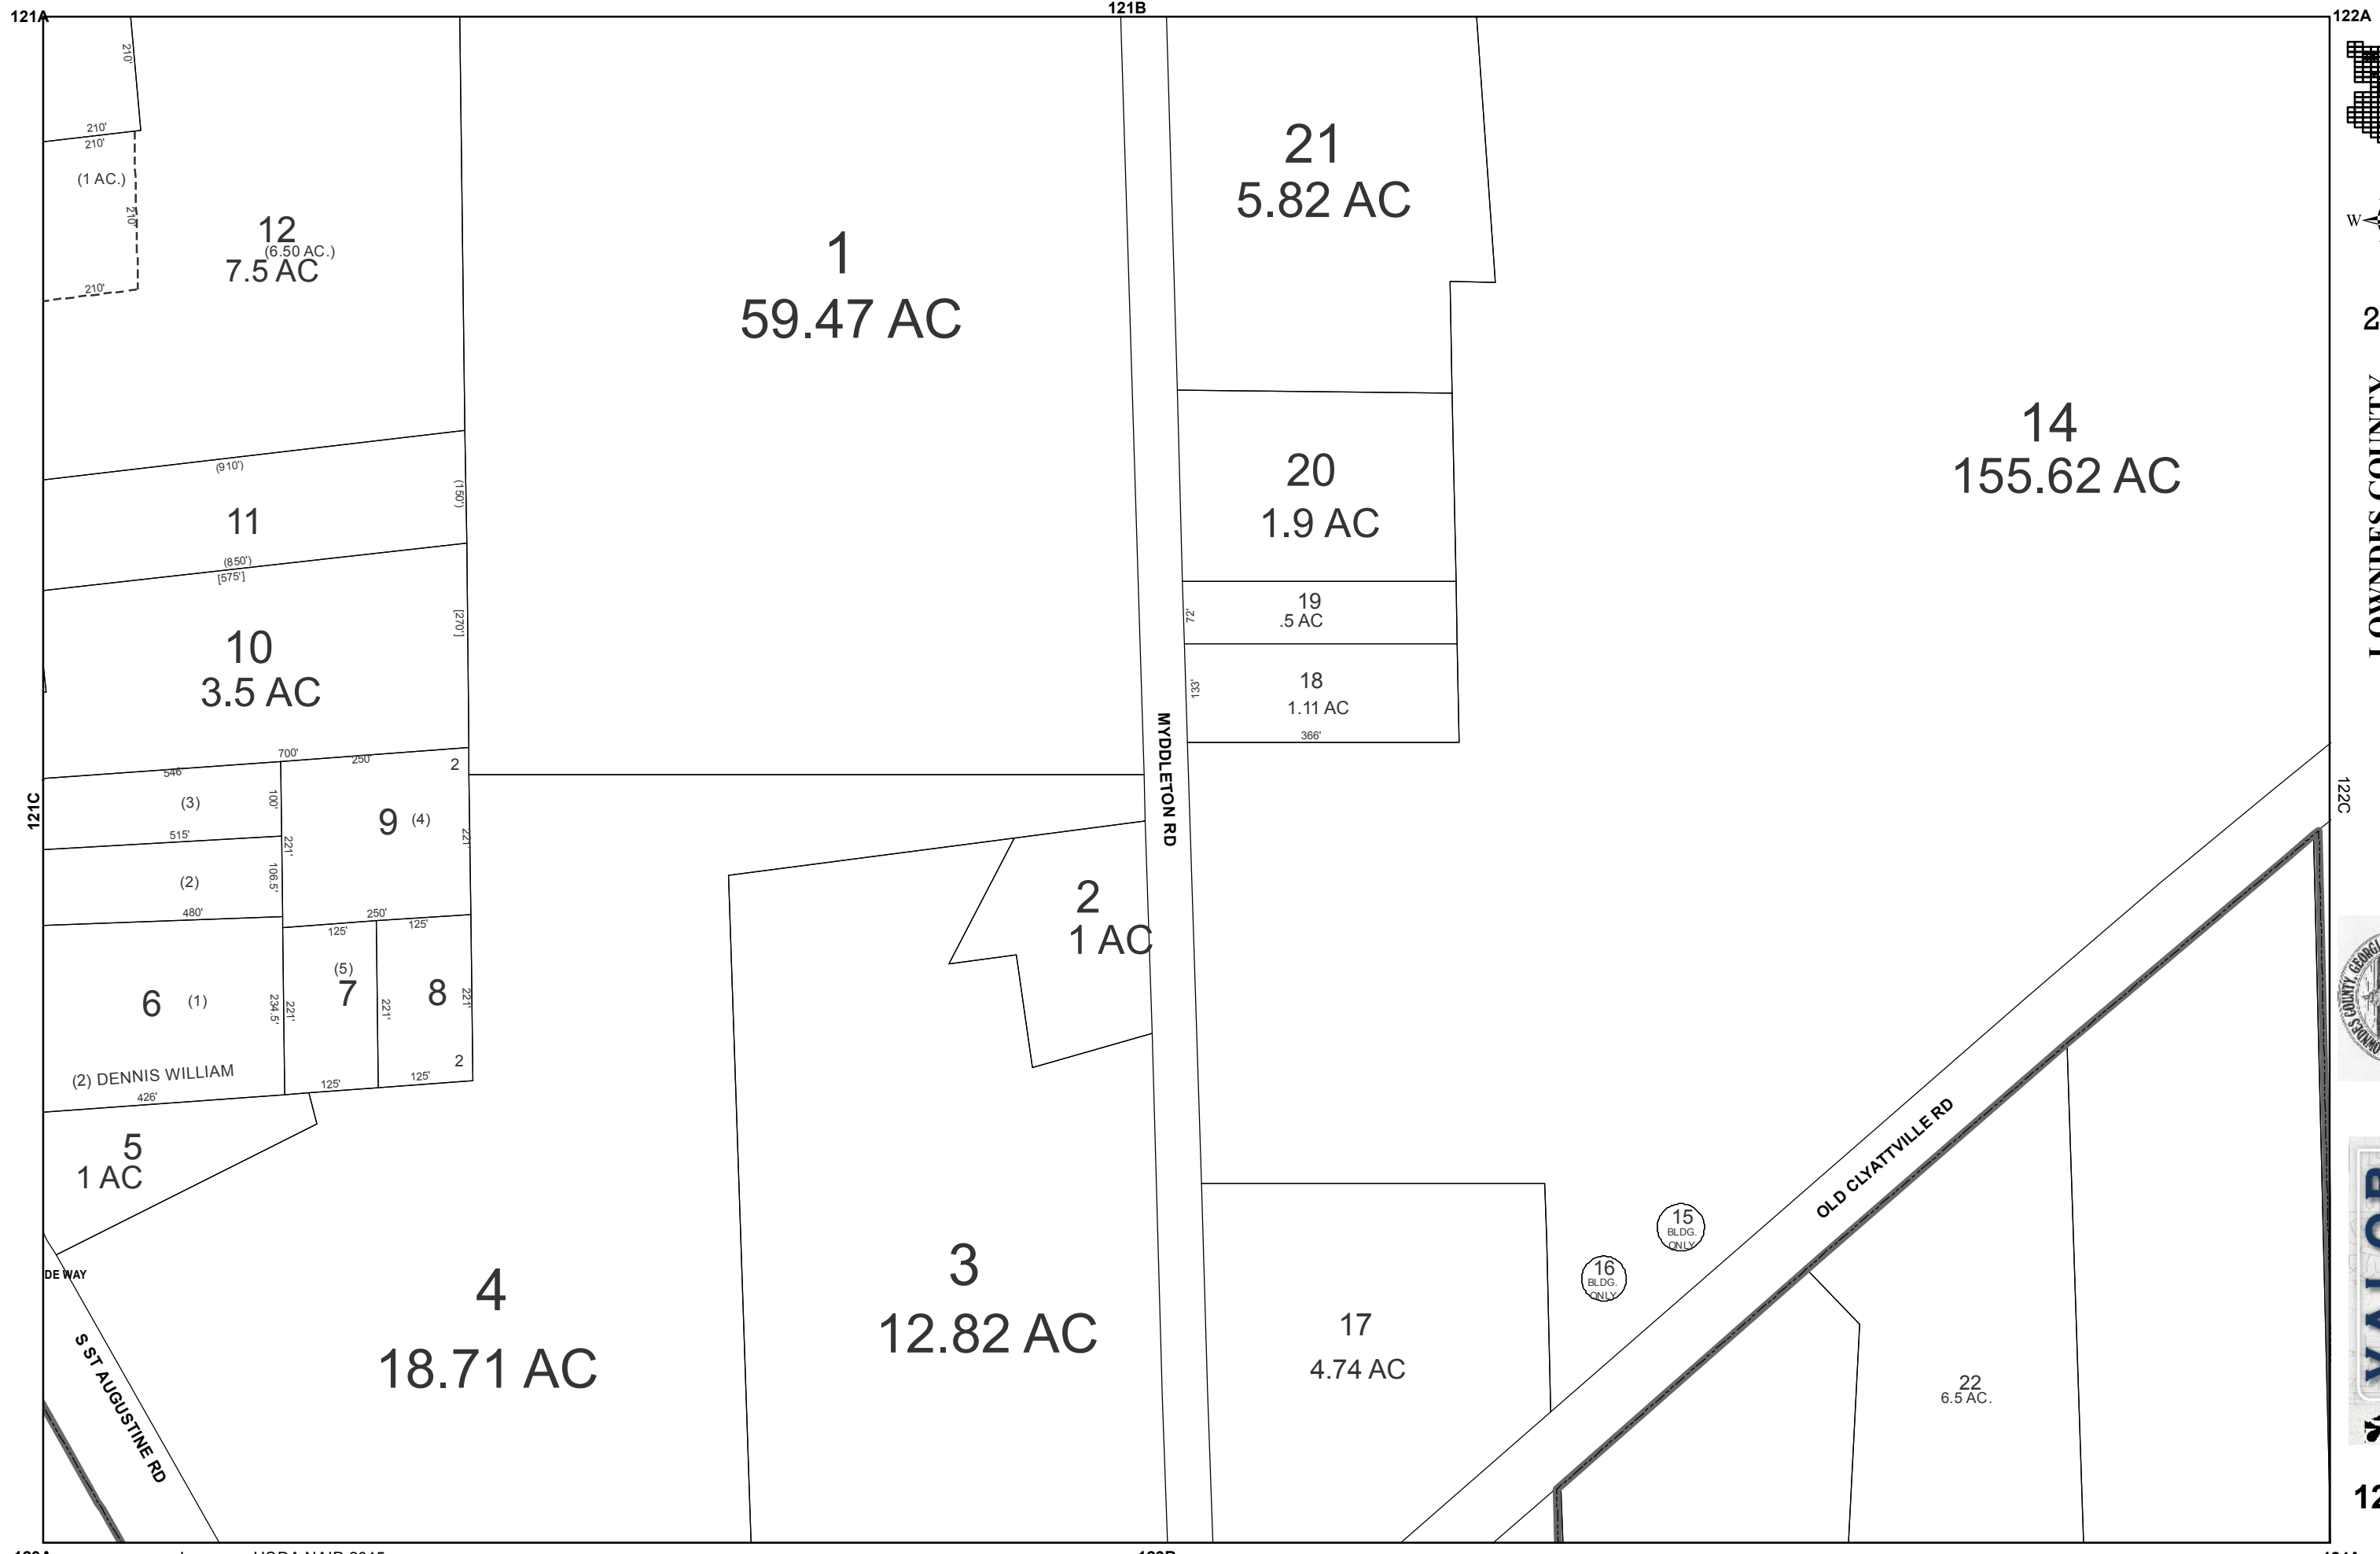 121A
121B
122A
210'
210'
210'
(1 AC.)
210'
210'
12
(6.50 AC.)
7.5 AC
1
59.47 AC
21
5.82 AC
W
14
155.62 AC
(910')
(150')
11
(850')
[575']
20
1.9 AC
10
3.5 AC
[270']
19
.5 AC
72'
18
1.11 AC
133'
366'
MYDDLETON RD
LOWNDES COUNTY
121C
122C
700'
546'
250'
2
(3)
100'
9 (4)
515'
221'
221'
(2)
106.5'
480'
250'
125'
125'
2
1 AC
6 (1)
234.5'
221'
(5)
7
221'
8
221'
2
(2) DENNIS WILLIAM
426'
125'
125'
5
1 AC
DE WAY
S ST AUGUSTINE RD
4
18.71 AC
3
12.82 AC
17
4.74 AC
15
BLDG.
ONLY
16
BLDG.
ONLY
OLD CLYATTVILLE RD
22
6.5 AC.